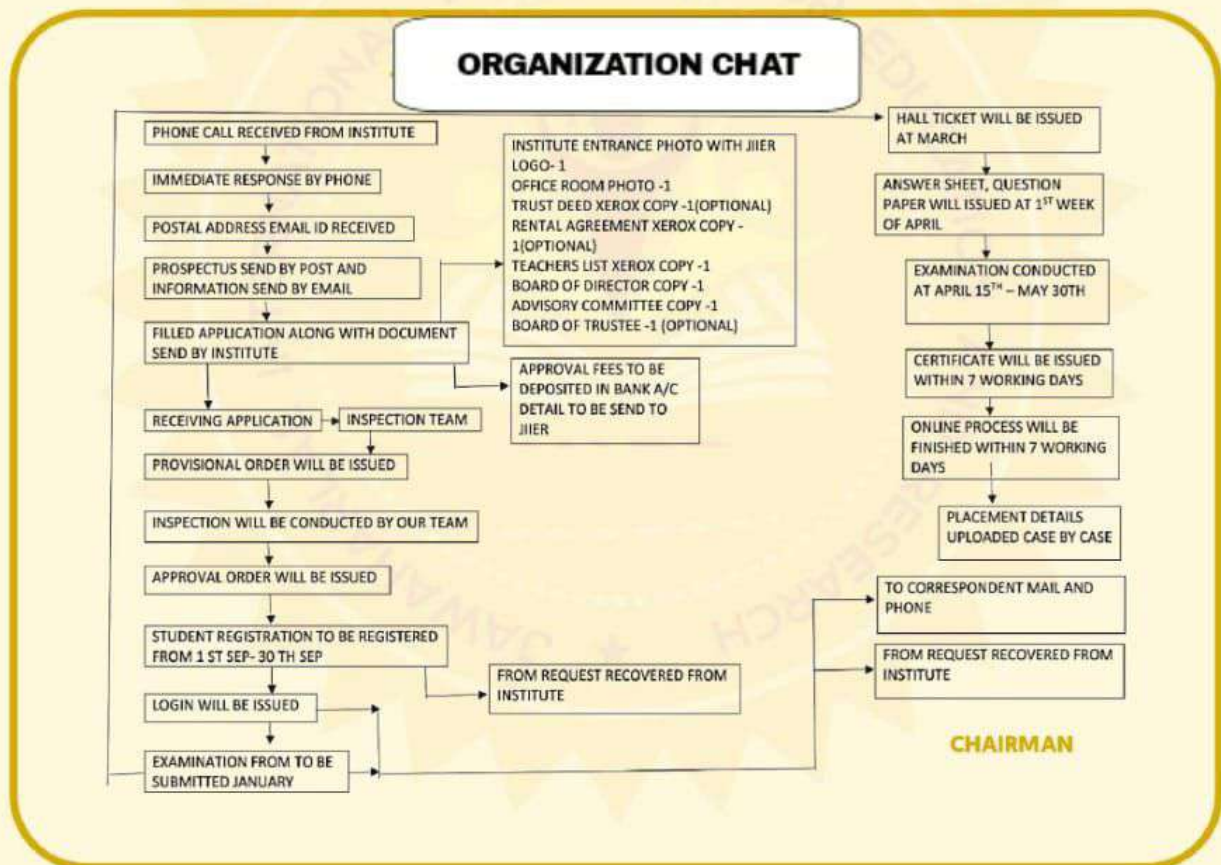 ORGANIZATION CHAT
PHONE CALL RECEIVED FROM INSTITUTE
IMMEDIATE RESPONSE BY PHONE
POSTAL ADDRESS EMAIL ID RECEIVED
PROSPECTUS SEND BY POST AND
INFORMATION SEND BY EMAIL
FILLED APPLICATION ALONG WITH DOCUMENT
SEND BY INSTITUTE
RECEIVING APPLICATION
INSPECTION TEAM
PROVISIONAL ORDER WILL BE ISSUED
INSPECTION WILL BE CONDUCTED BY OUR TEAM
APPROVAL ORDER WILL BE ISSUED
STUDENT REGISTRATION TO BE REGISTERED
FROM 1 ST SEP- 30 TH SEP
LOGIN WILL BE ISSUED
EXAMINATION FROM TO BE
SUBMITTED JANUARY
INSTITUTE ENTRANCE PHOTO WITH JIIER
LOGO- 1
OFFICE ROOM PHOTO -1
TRUST DEED XEROX COPY -1(OPTIONAL)
RENTAL AGREEMENT XEROX COPY -
1(OPTIONAL)
TEACHERS LIST XEROX COPY -1
BOARD OF DIRECTOR COPY -1
ADVISORY COMMITTEE COPY -1
BOARD OF TRUSTEE -1 (OPTIONAL)
APPROVAL FEES TO BE
DEPOSITED IN BANK A/C
DETAIL TO BE SEND TO
JIIER
FROM REQUEST RECOVERED FROM
INSTITUTE
HALL TICKET WILL BE ISSUED
AT MARCH
ANSWER SHEET, QUESTION
PAPER WILL ISSUED AT 1ST WEEK
OF APRIL
EXAMINATION CONDUCTED
AT APRIL 15TH – MAY 30TH
CERTIFICATE WILL BE ISSUED
WITHIN 7 WORKING DAYS
ONLINE PROCESS WILL BE
FINISHED WITHIN 7 WORKING
DAYS
PLACEMENT DETAILS
UPLOADED CASE BY CASE
TO CORRESPONDENT MAIL AND
PHONE
FROM REQUEST RECOVERED FROM
INSTITUTE
CHAIRMAN
RESEARCH